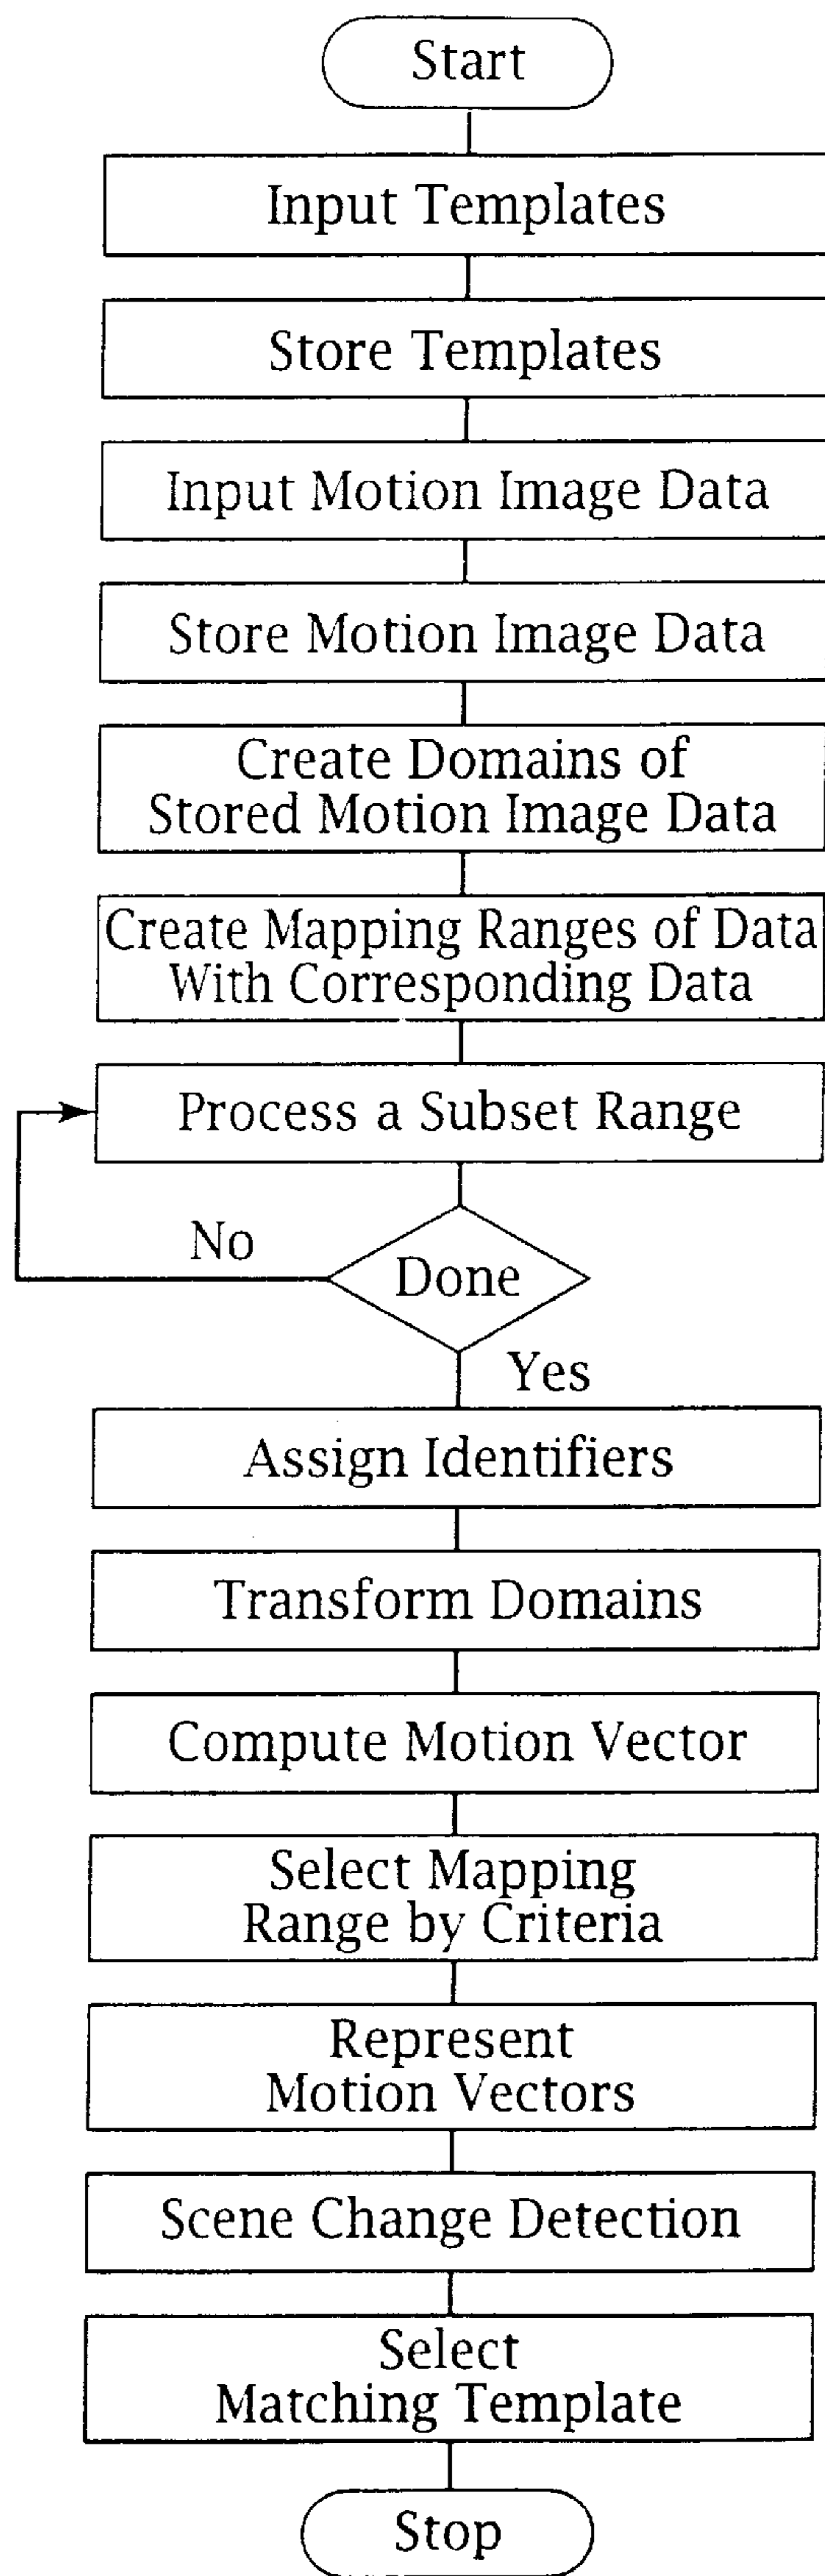 Start
Input Templates
Store Templates
Input Motion Image Data
Store Motion Image Data
Create Domains of
Stored Motion Image Data
Create Mapping Ranges of Data
With Corresponding Data
Process a Subset Range
No
Done
Yes
Assign Identifiers
Transform Domains
Compute Motion Vector
Select Mapping
Range by Criteria
Represent
Motion Vectors
Scene Change Detection
Select
Matching Template
Stop